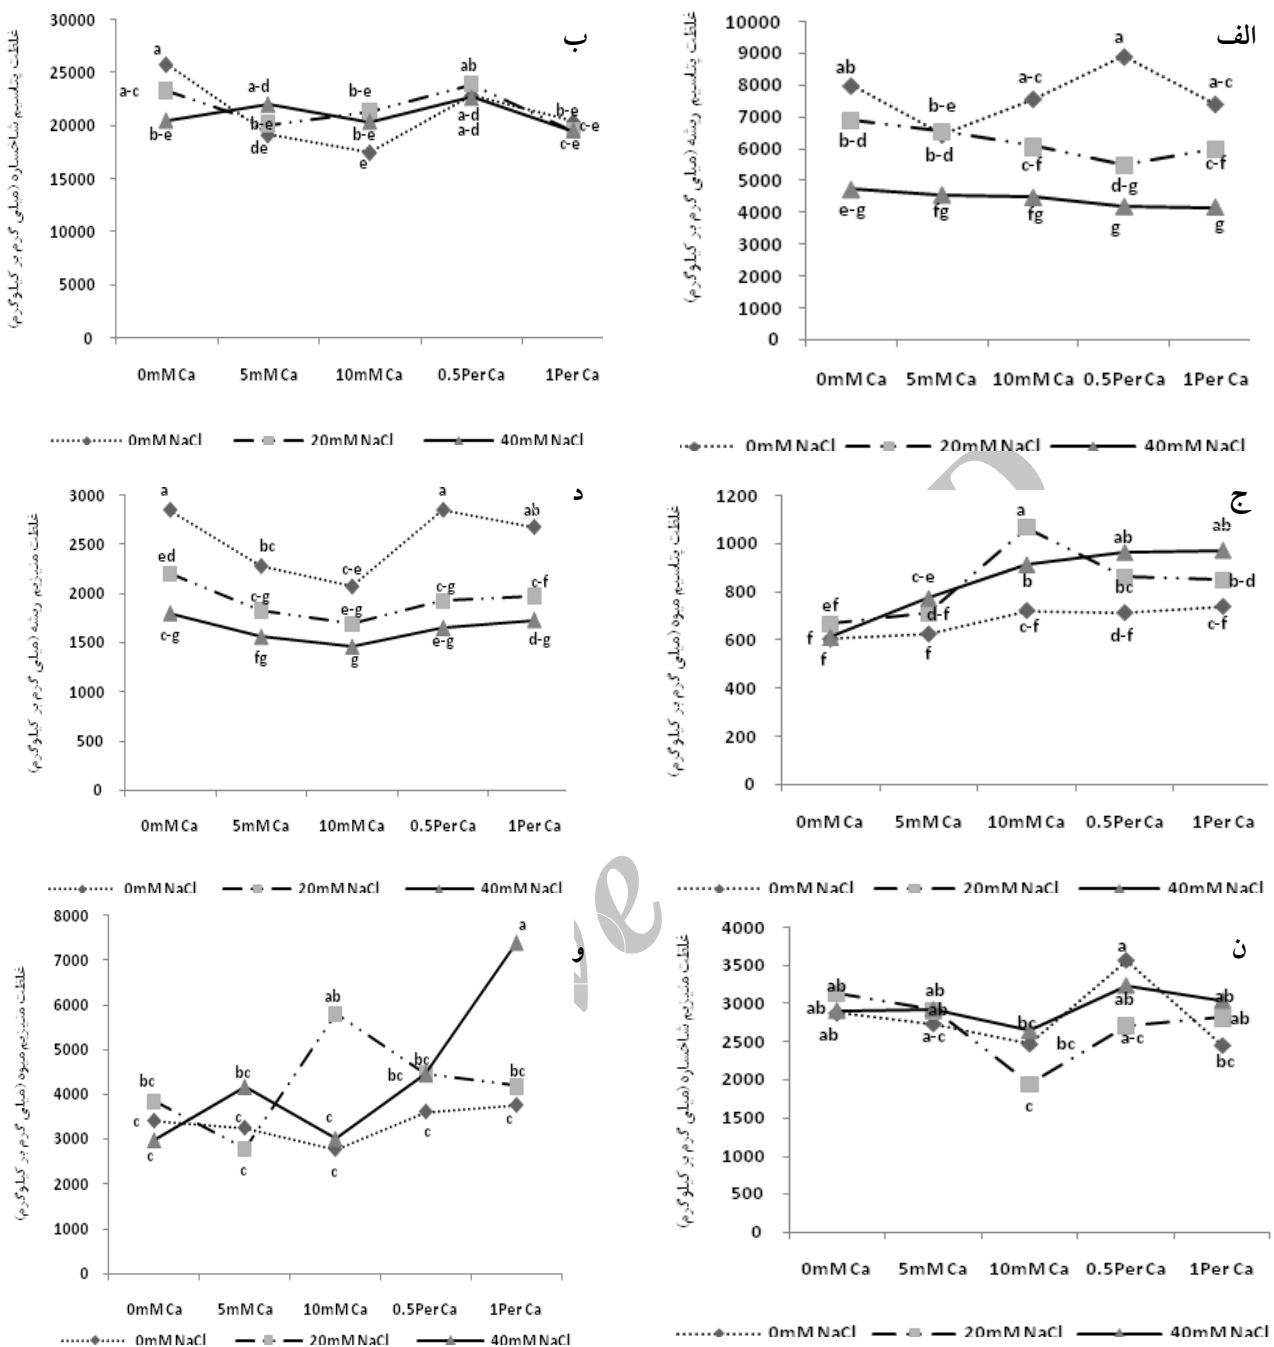 الف
غلظت پتاسیم ریشه (میلی گرم بر کیلوگرم)
10000
9000
8000
7000
6000
5000
4000
3000
2000
1000
0
ab
b-e
a-c
a
a-c
b-d
b-d
c-f
d-g
c-f
e-g
fg
fg
g
g
0mM Ca
5mM Ca
10mM Ca
0.5Per Ca
1Per Ca
0mM NaCl
20mM NaCl
40mM NaCl
ب
غلظت پتاسیم شاخساره (میلی گرم بر کیلوگرم)
30000
25000
20000
15000
10000
5000
0
a
a-c
b-e
a-d
b-e
de
b-e
b-e
e
ab
a-d
a-d
b-e
c-e
c-e
0mM Ca
5mM Ca
10mM Ca
0.5Per Ca
1Per Ca
0mM NaCl
20mM NaCl
40mM NaCl
ج
غلظت پتاسیم میوه (میلی گرم بر کیلوگرم)
1200
1000
800
600
400
200
0
ef
f
f
c-e
d-f
f
a
b
c-f
ab
bc
d-f
ab
b-d
c-f
0mM Ca
5mM Ca
10mM Ca
0.5Per Ca
1Per Ca
0mM NaCl
20mM NaCl
40mM NaCl
د
غلظت منیزیم ریشه (میلی گرم بر کیلوگرم)
3000
2500
2000
1500
1000
500
0
a
ed
c-g
bc
c-g
fg
c-e
e-g
g
a
c-g
e-g
ab
c-f
d-g
0mM Ca
5mM Ca
10mM Ca
0.5Per Ca
1Per Ca
0mM NaCl
20mM NaCl
40mM NaCl
ن
غلظت منیزیم شاخساره (میلی گرم بر کیلوگرم)
4000
3500
3000
2500
2000
1500
1000
500
0
ab
ab
ab
ab
ab
a-c
bc
bc
c
a
ab
a-c
ab
ab
bc
0mM Ca
5mM Ca
10mM Ca
0.5Per Ca
1Per Ca
0mM NaCl
20mM NaCl
40mM NaCl
و
غلظت منیزیم میوه (میلی گرم بر کیلوگرم)
8000
7000
6000
5000
4000
3000
2000
1000
0
bc
c
c
bc
c
c
ab
c
c
bc
bc
c
a
bc
c
0mM Ca
5mM Ca
10mM Ca
0.5Per Ca
1Per Ca
0mM NaCl
20mM NaCl
40mM NaCl